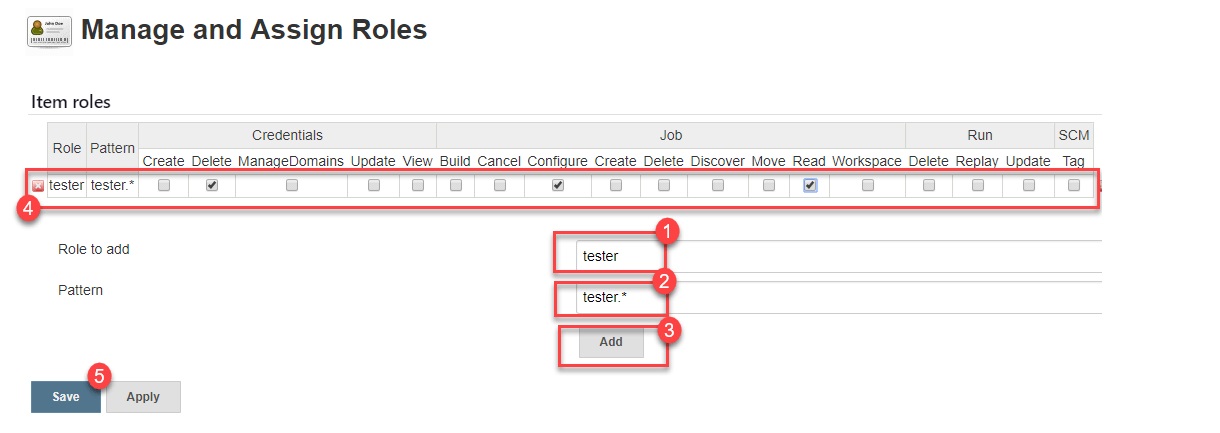 John Doe
Manage and Assign Roles
Item roles
Role Pattern Credentials Job Run SCM
Create Delete ManageDomains Update View Build Cancel Configure Create Delete Discover Move Read Workspace Delete Replay Update Tag
tester tester.*
4
1
Role to add tester
2
Pattern tester.*
3
Add
5
Save Apply